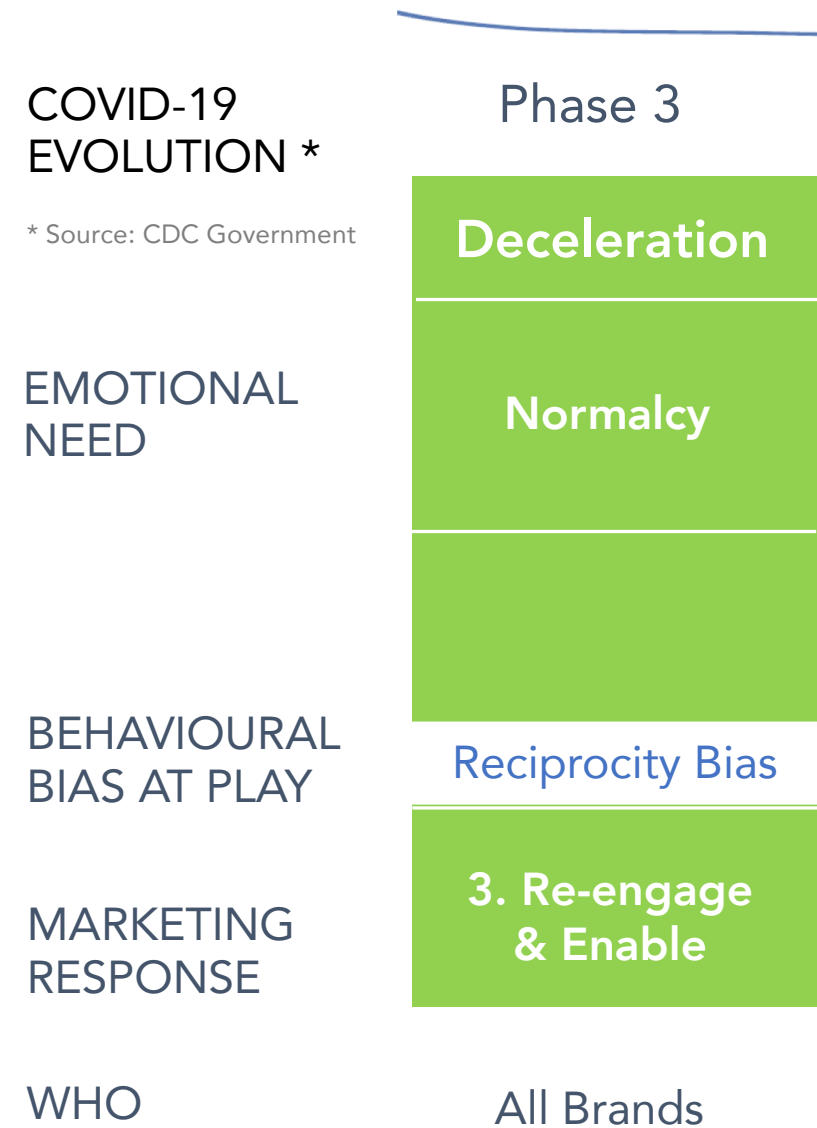 COVID-19
EVOLUTION *
Phase 3
* Source: CDC Government
Deceleration
EMOTIONAL
NEED
Normalcy
BEHAVIOURAL
BIAS AT PLAY
Reciprocity Bias
MARKETING
RESPONSE
3. Re-engage
& Enable
WHO
All Brands